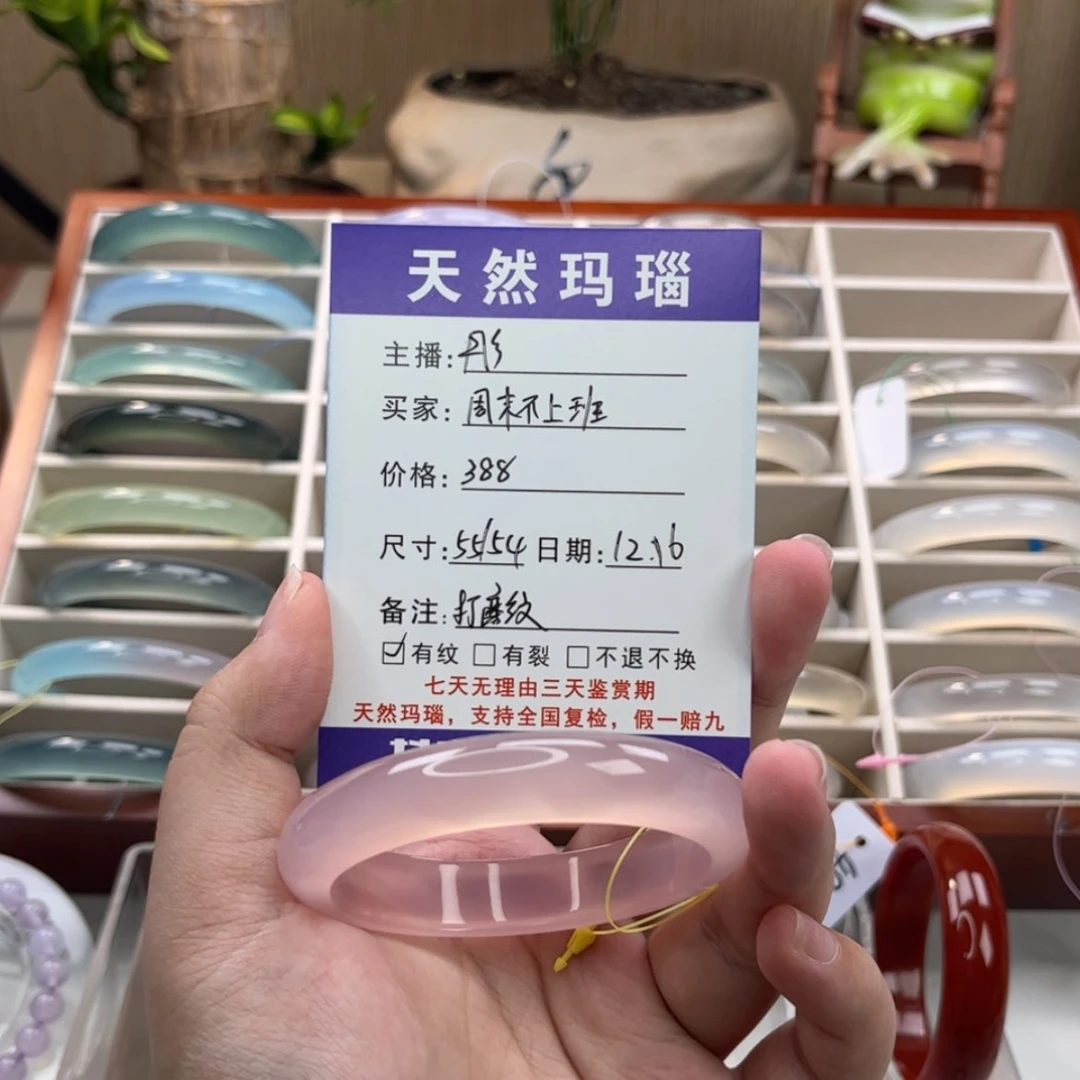 天然玛瑙
主播:彤
买家:周末不上班
价格:388
尺寸:55/54 日期:12.16
备注:打磨纹
☑有纹 □有裂 □不退不换
七天无理由三天鉴赏期
天然玛瑙，支持全国复检，假一赔九